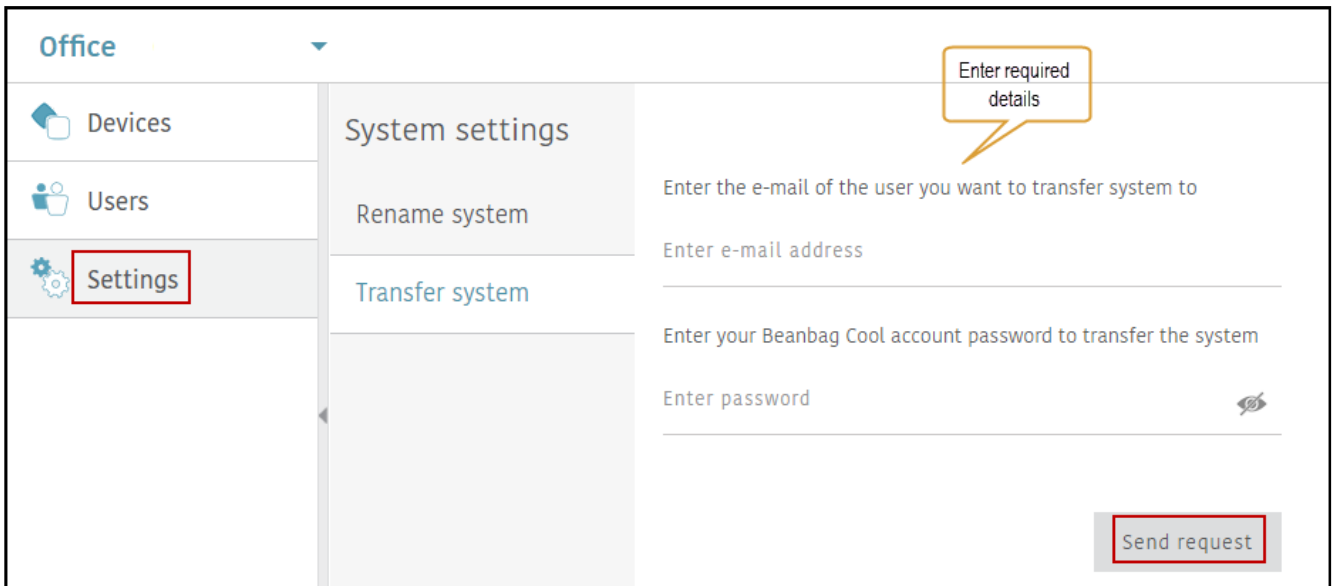 Office
Devices
Users
Settings
System settings
Rename system
Transfer system
Enter required
details
Enter the e-mail of the user you want to transfer system to
Enter e-mail address
Enter your Beanbag Cool account password to transfer the system
Enter password
Send request